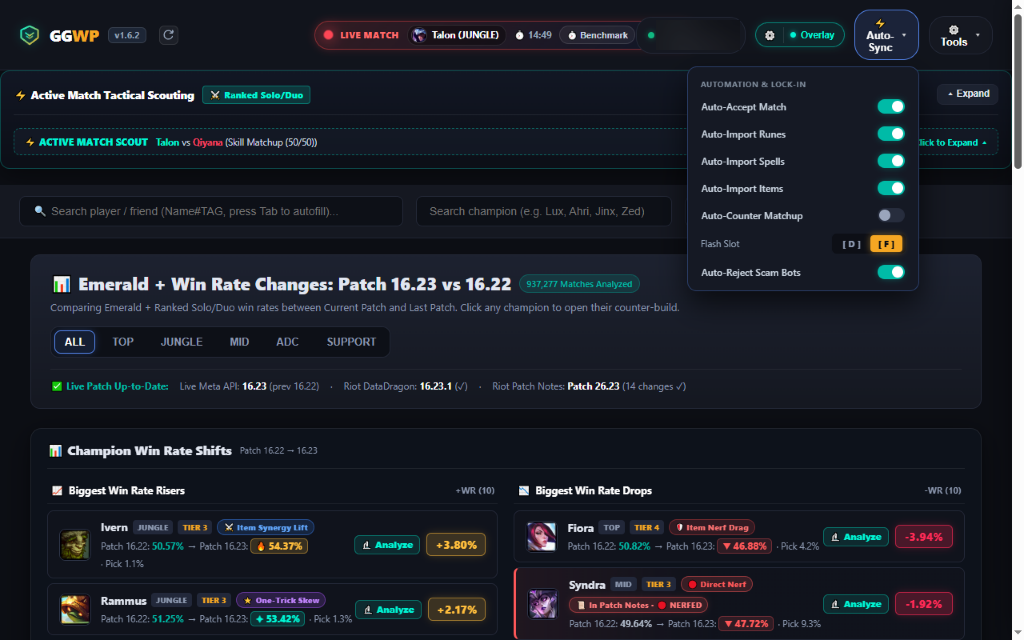 GGWP v1.6.2
LIVE MATCH Talon (JUNGLE) 14:49 Benchmark
Overlay
Auto-Sync
Tools
Active Match Tactical Scouting Ranked Solo/Duo
Expand
ACTIVE MATCH SCOUT Talon vs Qiyana (Skill Matchup (50/50))
lick to Expand
AUTOMATION & LOCK-IN
Auto-Accept Match
Auto-Import Runes
Auto-Import Spells
Auto-Import Items
Auto-Counter Matchup
Flash Slot [ D ] [ F ]
Auto-Reject Scam Bots
Search player / friend (Name#TAG, press Tab to autofill)...
Search champion (e.g. Lux, Ahri, Jinx, Zed)
Emerald + Win Rate Changes: Patch 16.23 vs 16.22 937,277 Matches Analyzed
Comparing Emerald + Ranked Solo/Duo win rates between Current Patch and Last Patch. Click any champion to open their counter-build.
ALL TOP JUNGLE MID ADC SUPPORT
✅ Live Patch Up-to-Date: Live Meta API: 16.23 (prev 16.22) · Riot DataDragon: 16.23.1 (✓) · Riot Patch Notes: Patch 26.23 (14 changes ✓)
Champion Win Rate Shifts Patch 16.22 → 16.23
Biggest Win Rate Risers +WR (10)
Ivern JUNGLE TIER 3 Item Synergy Lift
Patch 16.22: 50.57% → Patch 16.23: 54.37%
· Pick 1.1%
Analyze +3.80%
Rammus JUNGLE TIER 3 One-Trick Skew
Patch 16.22: 51.25% → Patch 16.23: 53.42% · Pick 1.3%
Analyze +2.17%
Biggest Win Rate Drops -WR (10)
Fiora TOP TIER 4 Item Nerf Drag
Patch 16.22: 50.82% → Patch 16.23: ▼ 46.88% · Pick 4.2%
Analyze -3.94%
Syndra MID TIER 3 Direct Nerf
In Patch Notes · NERFED
Patch 16.22: 49.64% → Patch 16.23: ▼ 47.72% · Pick 9.3%
Analyze -1.92%